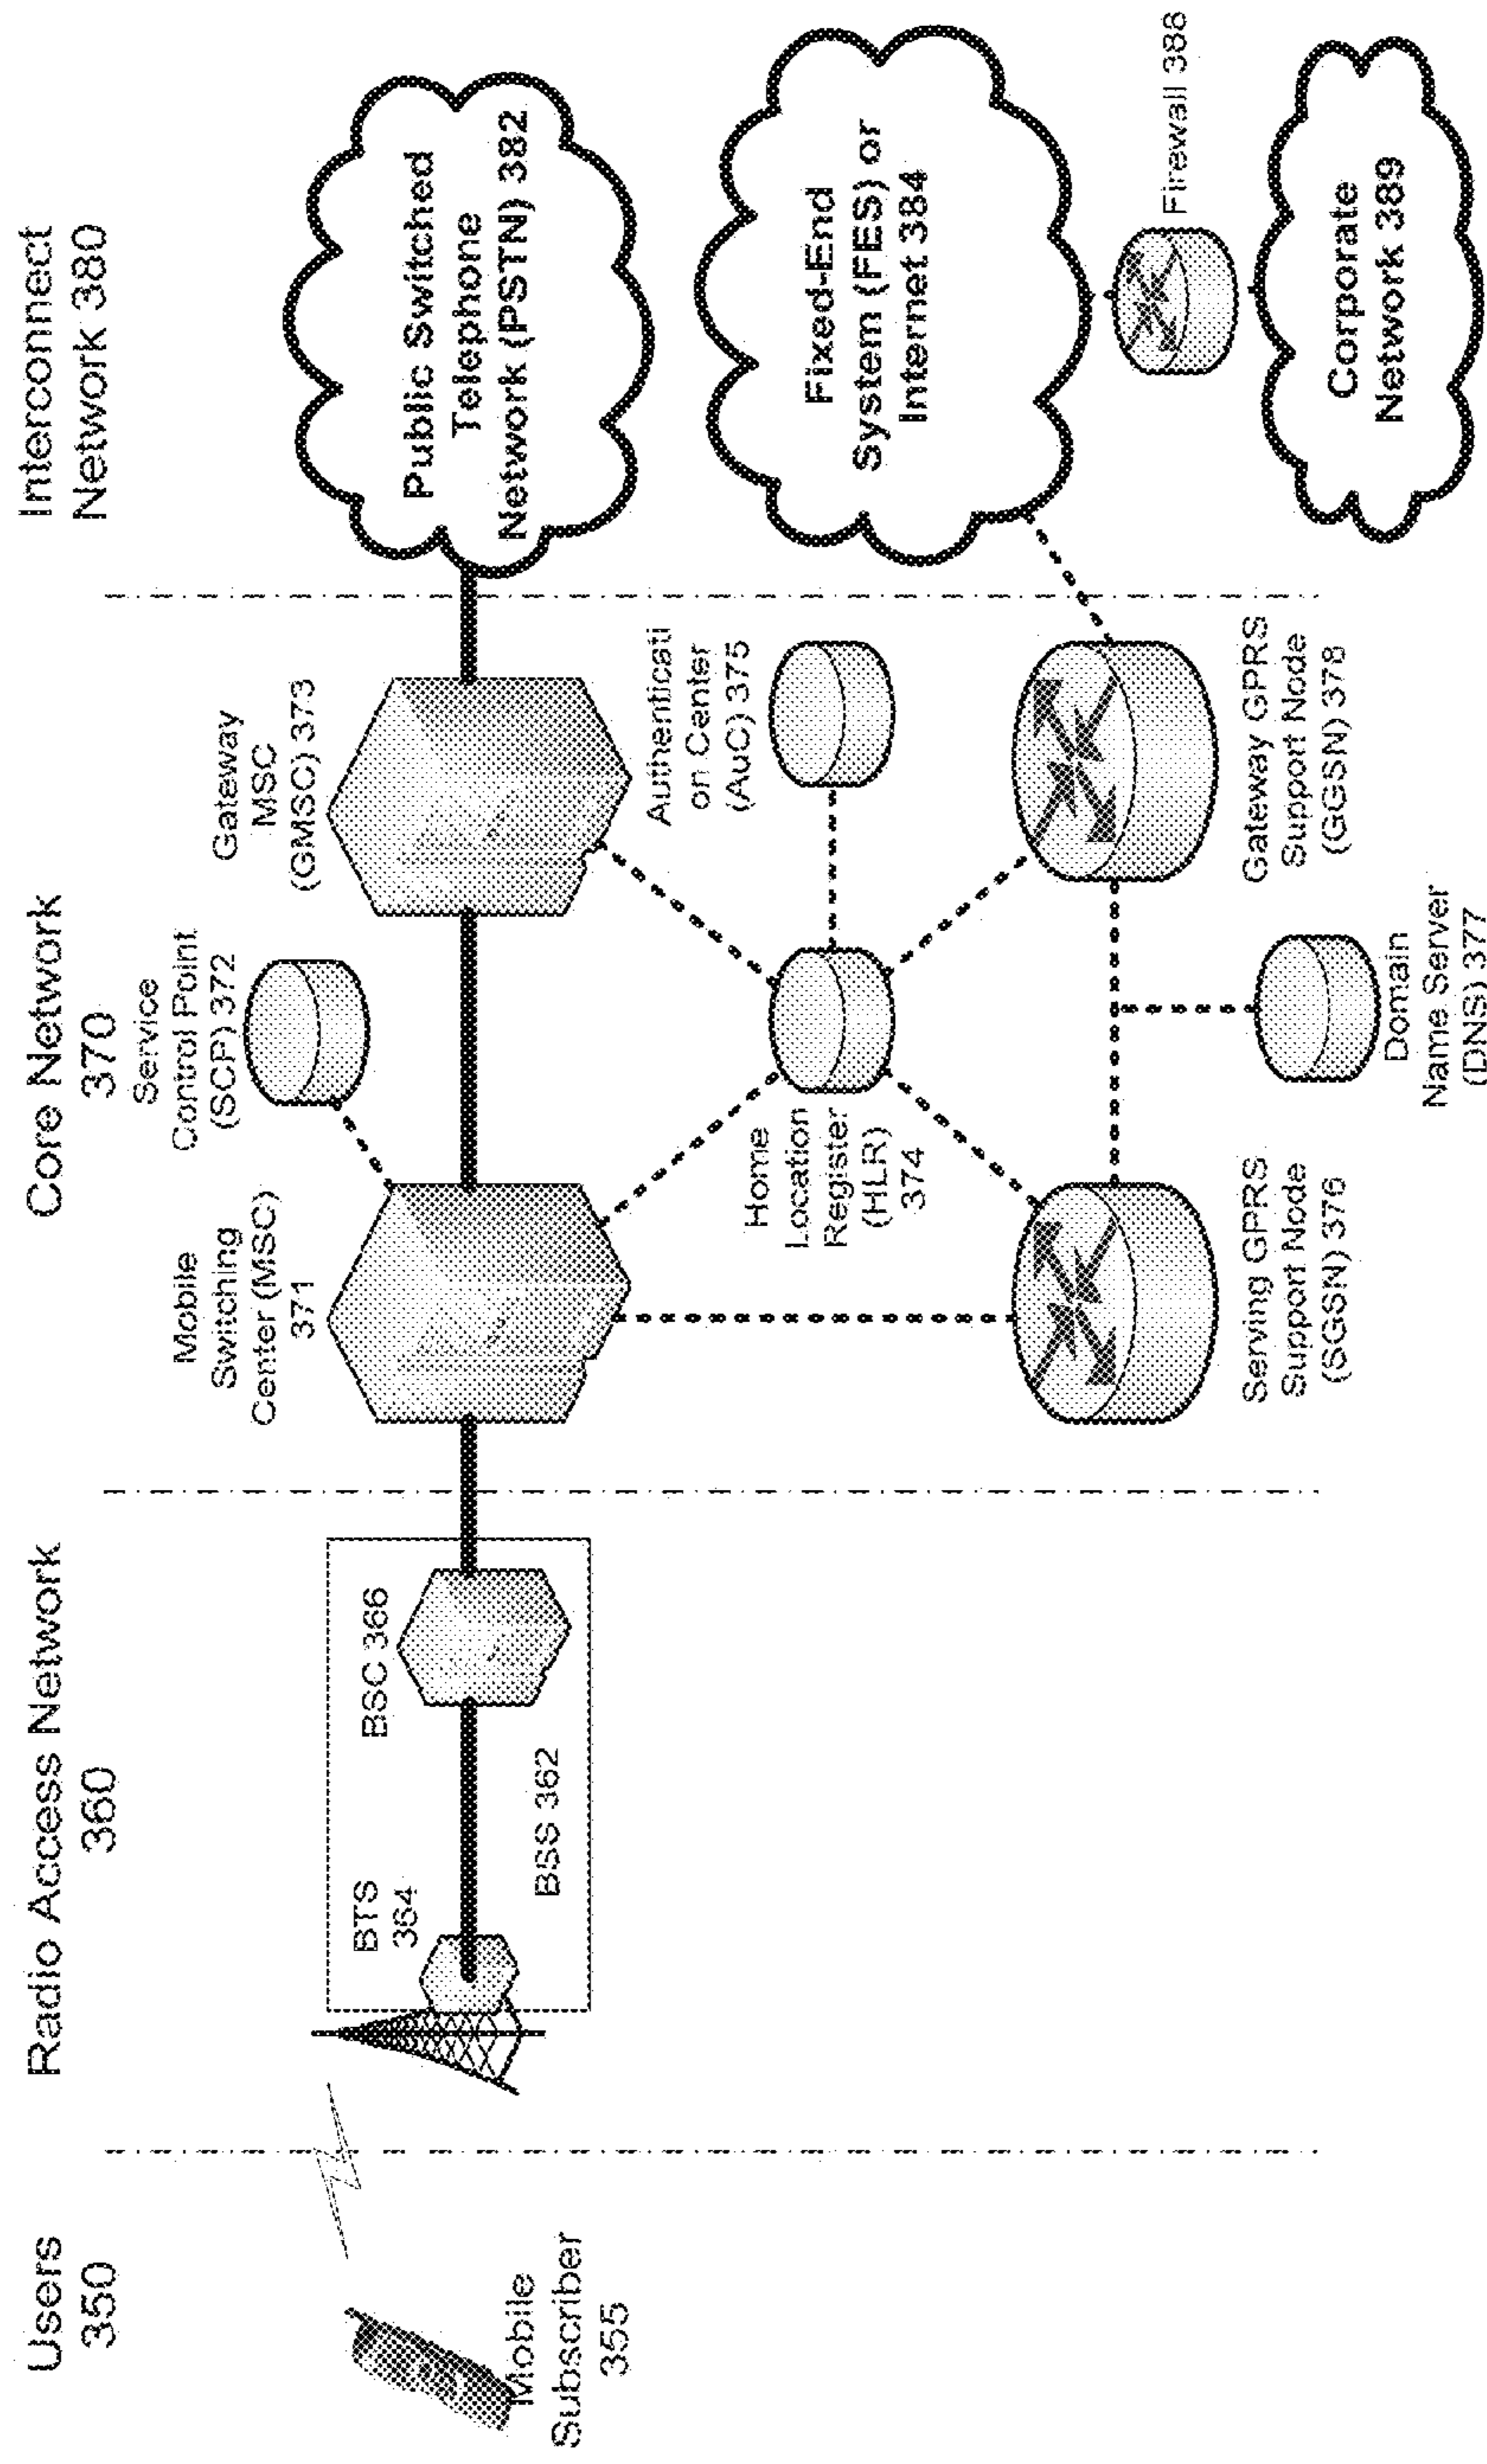 Users
350
Radio Access Network
360
Core Network
370
Interconnect
Network 380
Mobile
Subscriber
355
BTS
364
BSC 366
BSS 362
Mobile
Switching
Center (MSC)
371
Service
Control Point
(SCP) 372
Gateway
MSC
(GMSC) 373
Home
Location
Register
(HLR)
374
Authenticati
on Center
(AuC) 375
Serving GPRS
Support Node
(SGSN) 376
Domain
Name Server
(DNS) 377
Gateway GPRS
Support Node
(GGSN) 378
Public Switched
Telephone
Network (PSTN) 382
Fixed-End
System (FES) or
Internet 384
Firewall 388
Corporate
Network 389